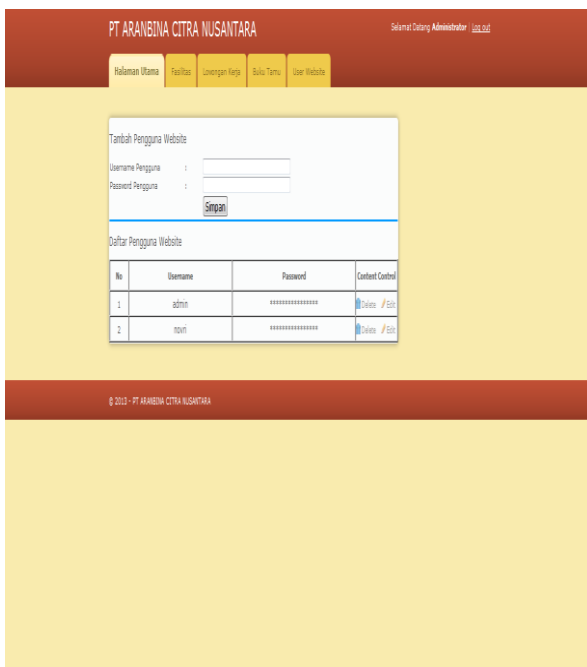 PT ARANBINA CITRA NUSANTARA
Selamat Datang Administrator | Log out
Halaman Utama Fasilitas Lowongan Kerja Buku Tamu User Website
Tambah Pengguna Website
Username Pengguna :
Password Pengguna :
Simpan
Daftar Pengguna Website
No Username Password Content Control
1 admin **************** Delete Edit
2 novri **************** Delete Edit
© 2013 - PT ARANBINA CITRA NUSANTARA